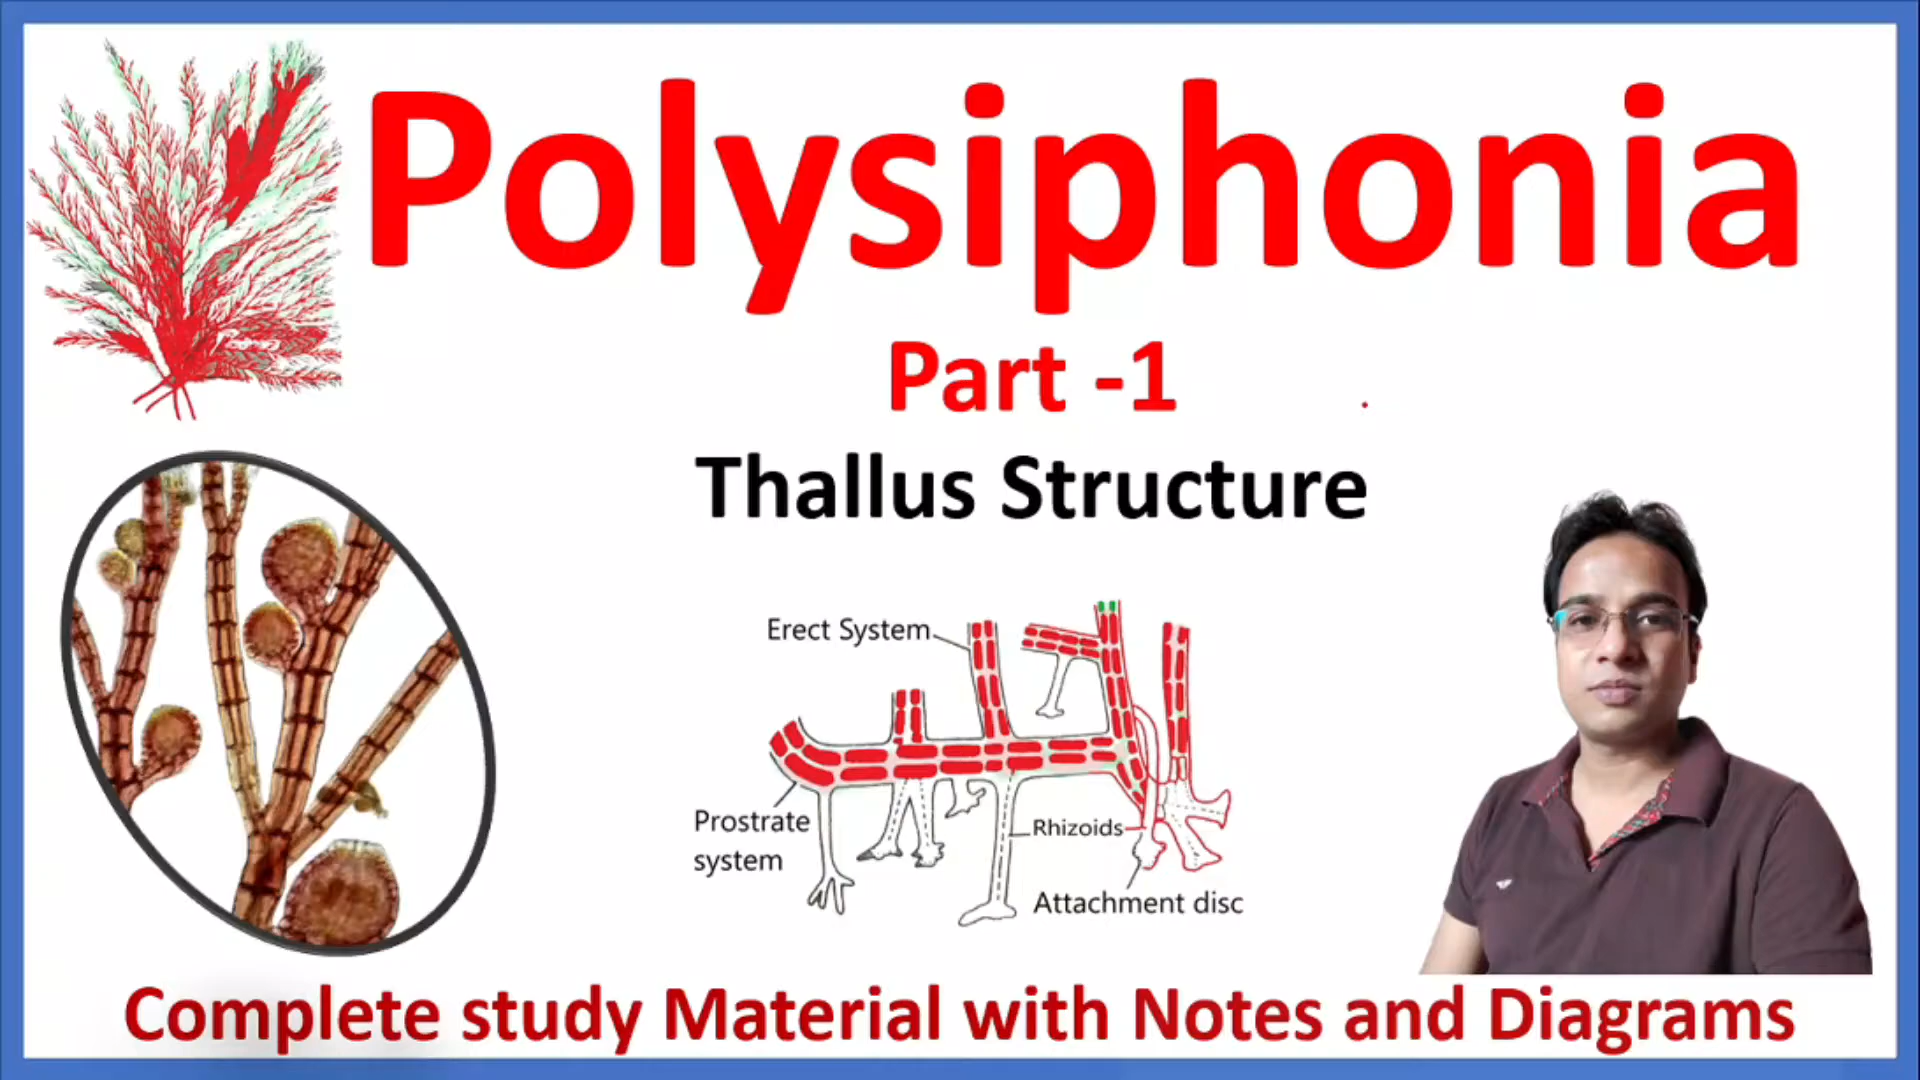 Polysiphonia
Part -1
Thallus Structure
Erect System
Prostrate
system
Rhizoids
Attachment disc
Complete study Material with Notes and Diagrams